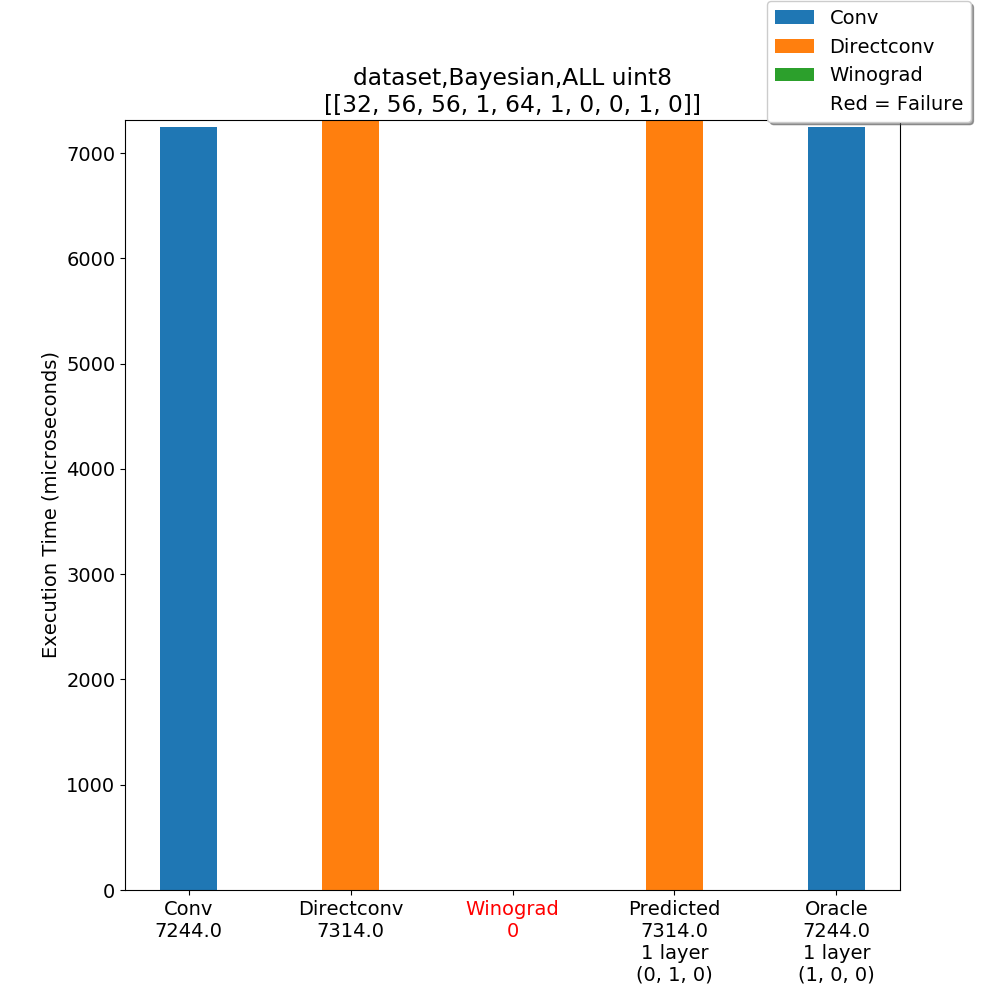 Conv
Directconv
Winograd
Red = Failure
dataset,Bayesian,ALL uint8
[[32, 56, 56, 1, 64, 1, 0, 0, 1, 0]]
Execution Time (microseconds)
7000
6000
5000
4000
3000
2000
1000
0
Conv
7244.0
Directconv
7314.0
Winograd
0
Predicted
7314.0
1 layer
(0, 1, 0)
Oracle
7244.0
1 layer
(1, 0, 0)